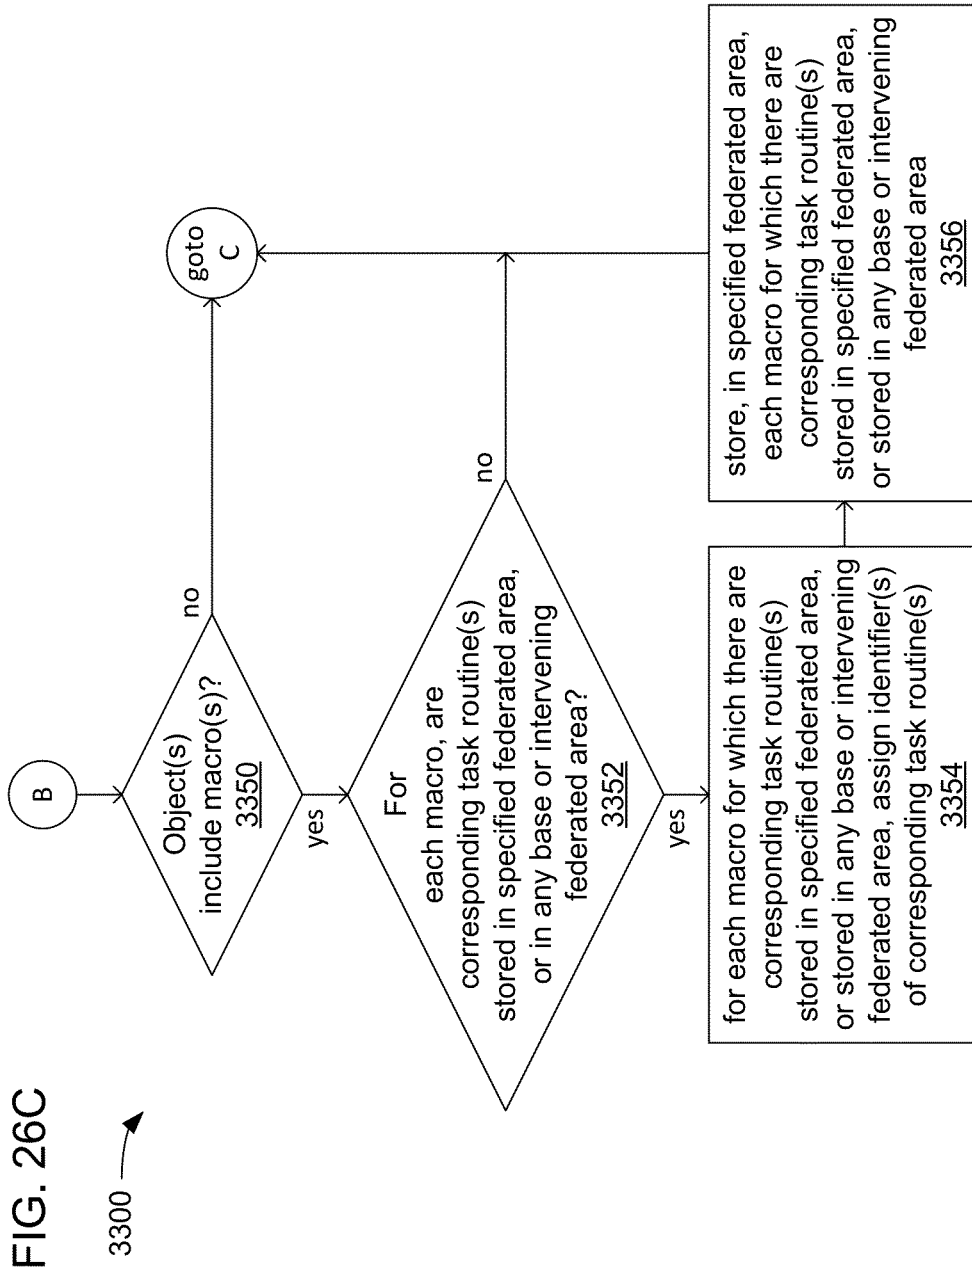 FIG. 26C
3300
B
Object(s)
include macro(s)?
3350
no
goto
C
yes
For
each macro, are
corresponding task routine(s)
stored in specified federated area,
or in any base or intervening
federated area?
3352
no
yes
for each macro for which there are
corresponding task routine(s)
stored in specified federated area,
or stored in any base or intervening
federated area, assign identifier(s)
of corresponding task routine(s)
3354
store, in specified federated area,
each macro for which there are
corresponding task routine(s)
stored in specified federated area,
or stored in any base or intervening
federated area
3356